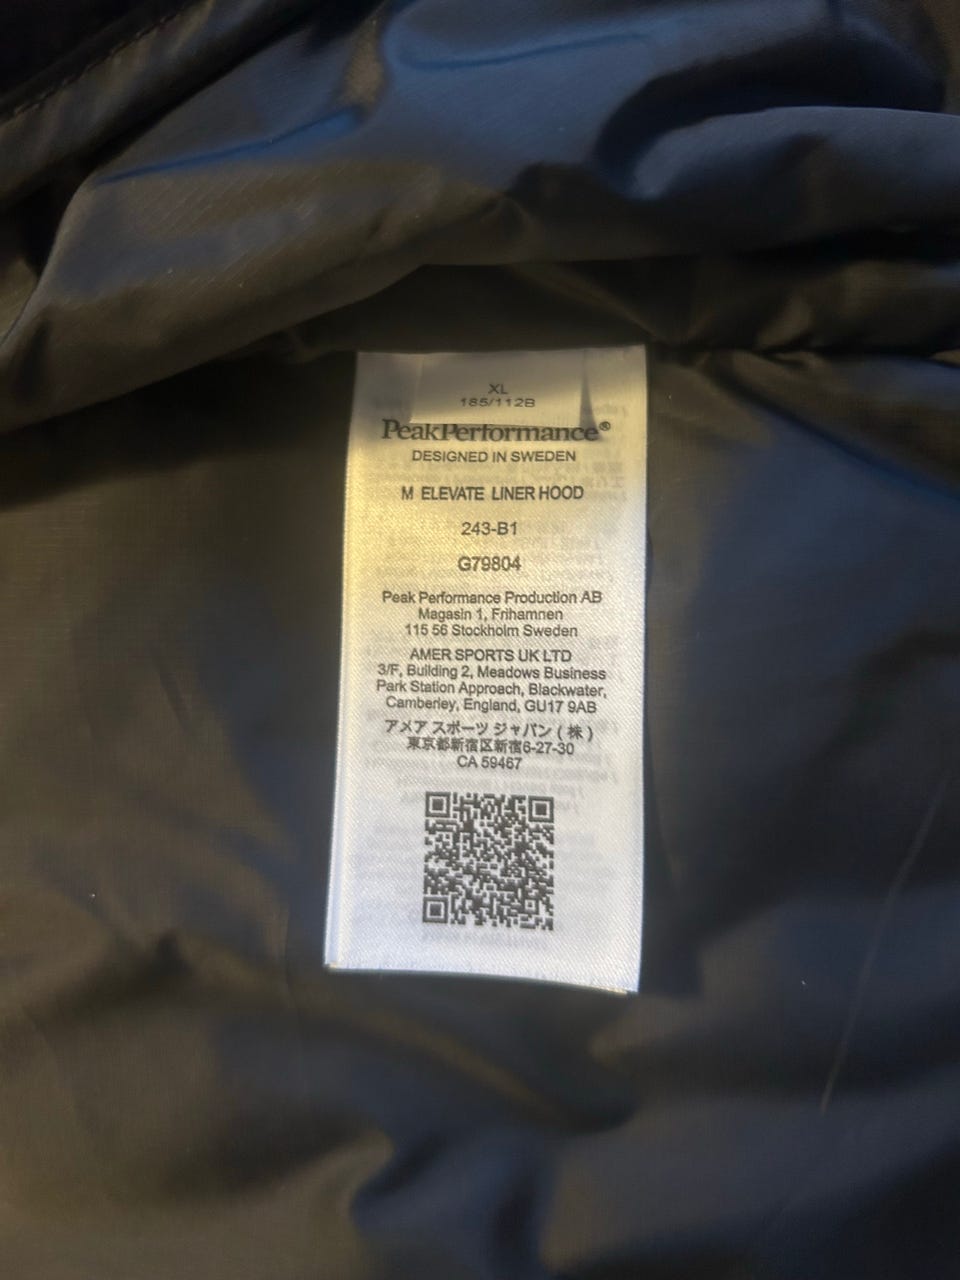 XL
185/112B
PeakPerformance®
DESIGNED IN SWEDEN
M ELEVATE LINER HOOD
243-B1
G79804
Peak Performance Production AB
Magasin 1, Frihamnen
115 56 Stockholm Sweden
AMER SPORTS UK LTD
3/F, Building 2, Meadows Business
Park Station Approach, Blackwater,
Camberley, England, GU17 9AB
アメア スポーツ ジャパン ( 株 )
東京都新宿区新宿6-27-30
CA 59467